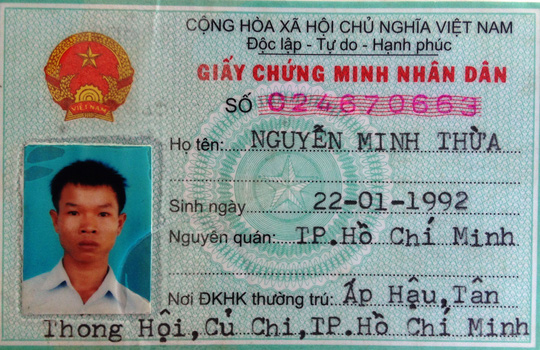 CỘNG HÒA XÃ HỘI CHỦ NGHĨA VIỆT NAM
Độc lập - Tự do - Hạnh phúc
GIẤY CHỨNG MINH NHÂN DÂN
SỐ 024670663
Họ tên: NGUYỄN MINH THỪA
Sinh ngày 22-01-1992
Nguyên quán: TP.Hồ Chí Minh
Nơi ĐKHK thường trú: Ấp Hậu,Tân
Thong Hội,Củ Chi,TP.Hồ Chí Minh
VIỆT NAM